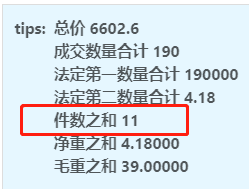 tips: 总价 6602.6
成交数量合计 190
法定第一数量合计 190000
法定第二数量合计 4.18
件数之和 11
净重之和 4.18000
毛重之和 39.00000